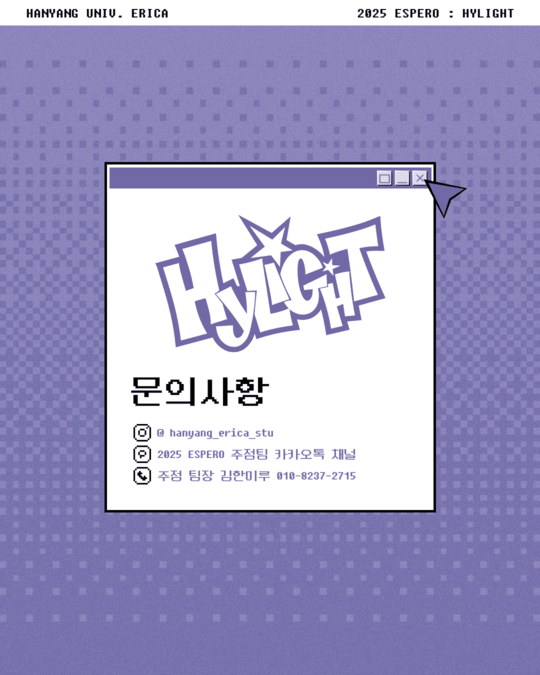 HANYANG UNIV. ERICA
2025 ESPERO : HYLIGHT
HyLIGHT
문의사항
@ hanyang_erica_stu
2025 ESPERO 주점팀 카카오톡 채널
주점 팀장 김한미루 010-8237-2715